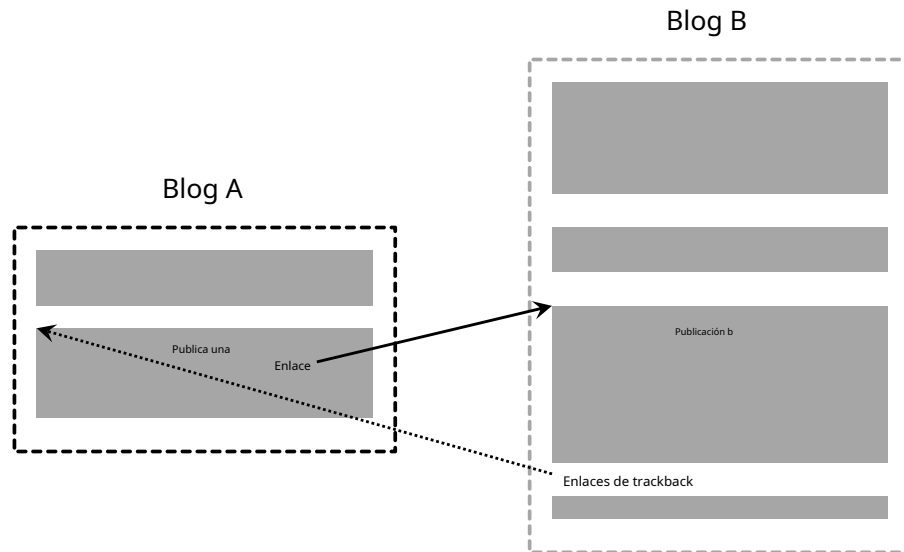 Blog B
Blog A
Publica una
Enlace
Publicación b
Enlaces de trackback